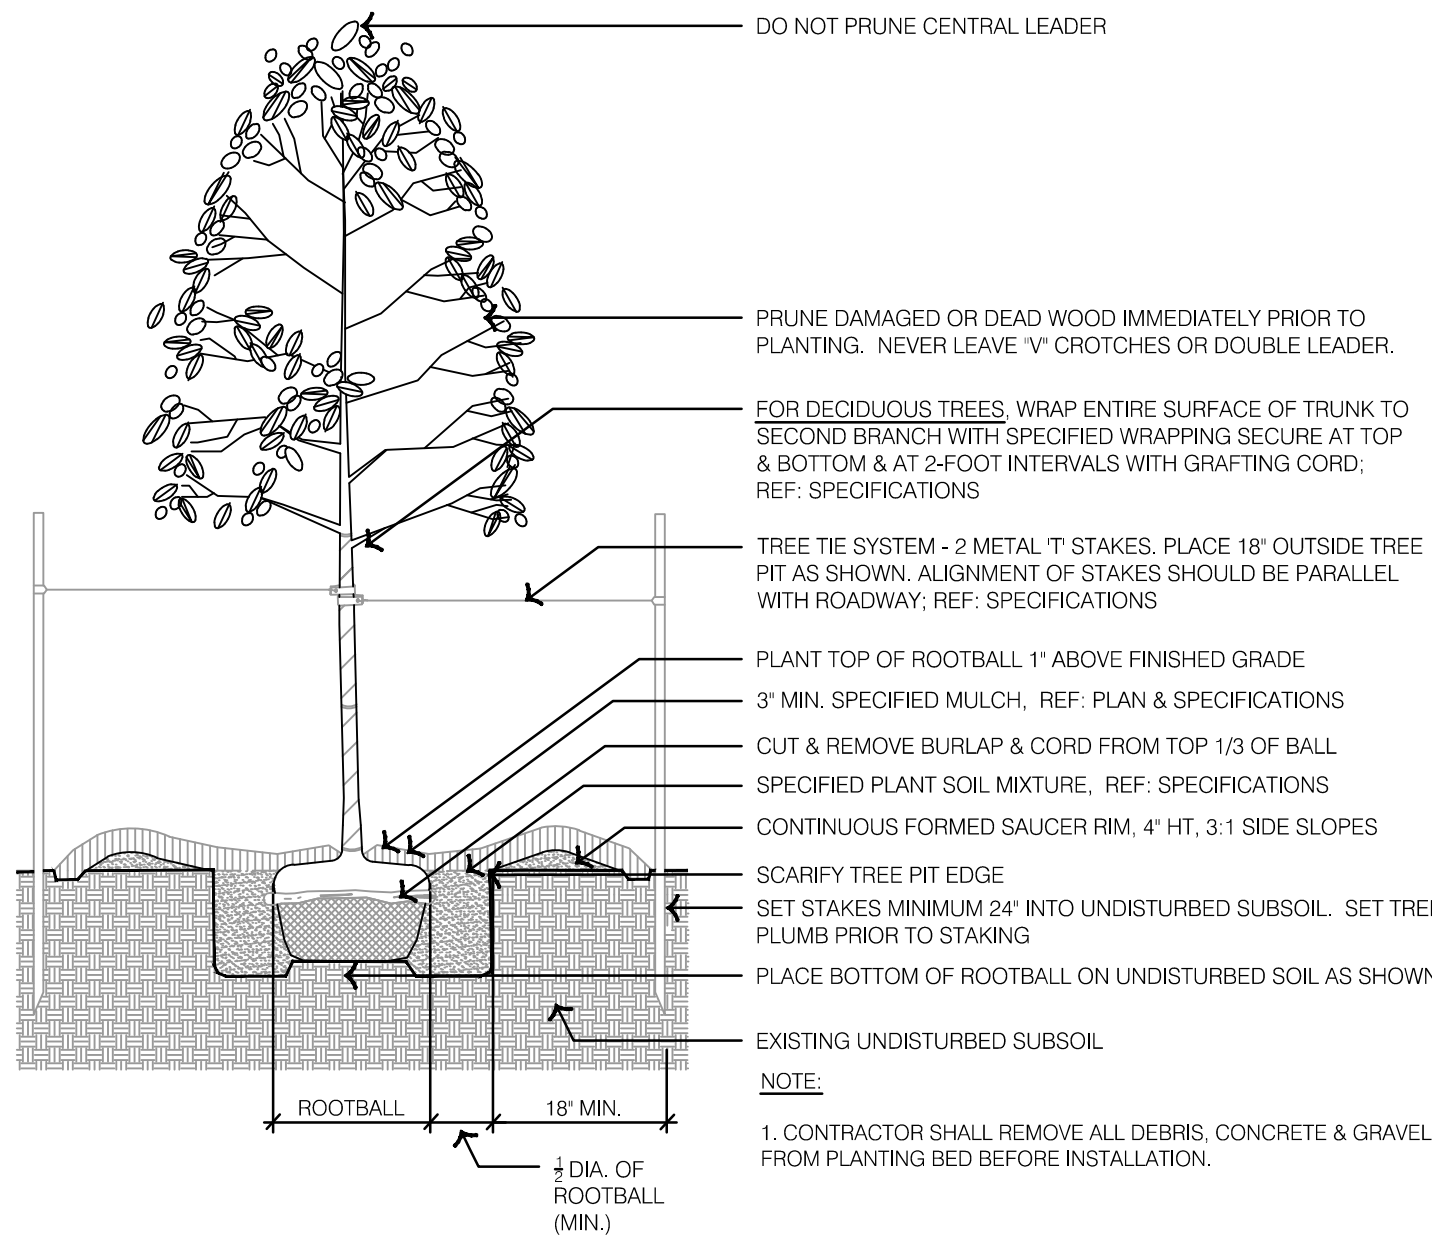 DO NOT PRUNE CENTRAL LEADER
PRUNE DAMAGED OR DEAD WOOD IMMEDIATELY PRIOR TO
PLANTING. NEVER LEAVE "V" CROTCHES OR DOUBLE LEADER.
FOR DECIDUOUS TREES, WRAP ENTIRE SURFACE OF TRUNK TO
SECOND BRANCH WITH SPECIFIED WRAPPING SECURE AT TOP
& BOTTOM & AT 2-FOOT INTERVALS WITH GRAFTING CORD;
REF: SPECIFICATIONS
TREE TIE SYSTEM - 2 METAL 'T' STAKES. PLACE 18" OUTSIDE TREE
PIT AS SHOWN. ALIGNMENT OF STAKES SHOULD BE PARALLEL
WITH ROADWAY; REF: SPECIFICATIONS
PLANT TOP OF ROOTBALL 1" ABOVE FINISHED GRADE
3" MIN. SPECIFIED MULCH, REF: PLAN & SPECIFICATIONS
CUT & REMOVE BURLAP & CORD FROM TOP 1/3 OF BALL
SPECIFIED PLANT SOIL MIXTURE, REF: SPECIFICATIONS
CONTINUOUS FORMED SAUCER RIM, 4" HT, 3:1 SIDE SLOPES
SCARIFY TREE PIT EDGE
SET STAKES MINIMUM 24" INTO UNDISTURBED SUBSOIL. SET TREE
PLUMB PRIOR TO STAKING
PLACE BOTTOM OF ROOTBALL ON UNDISTURBED SOIL AS SHOWN
EXISTING UNDISTURBED SUBSOIL
NOTE:
1. CONTRACTOR SHALL REMOVE ALL DEBRIS, CONCRETE & GRAVEL
FROM PLANTING BED BEFORE INSTALLATION.
ROOTBALL
18" MIN.
½ DIA. OF
ROOTBALL
(MIN.)